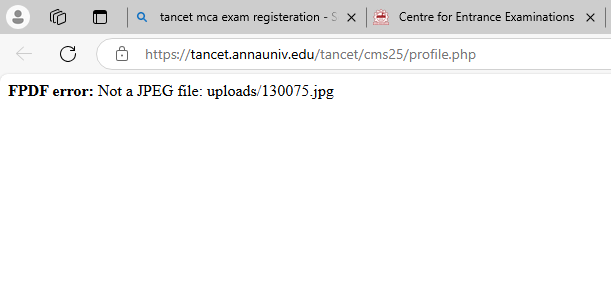 tancet mca exam registeration - S
Centre for Entrance Examinations
https://tancet.annauniv.edu/tancet/cms25/profile.php
FPDF error: Not a JPEG file: uploads/130075.jpg